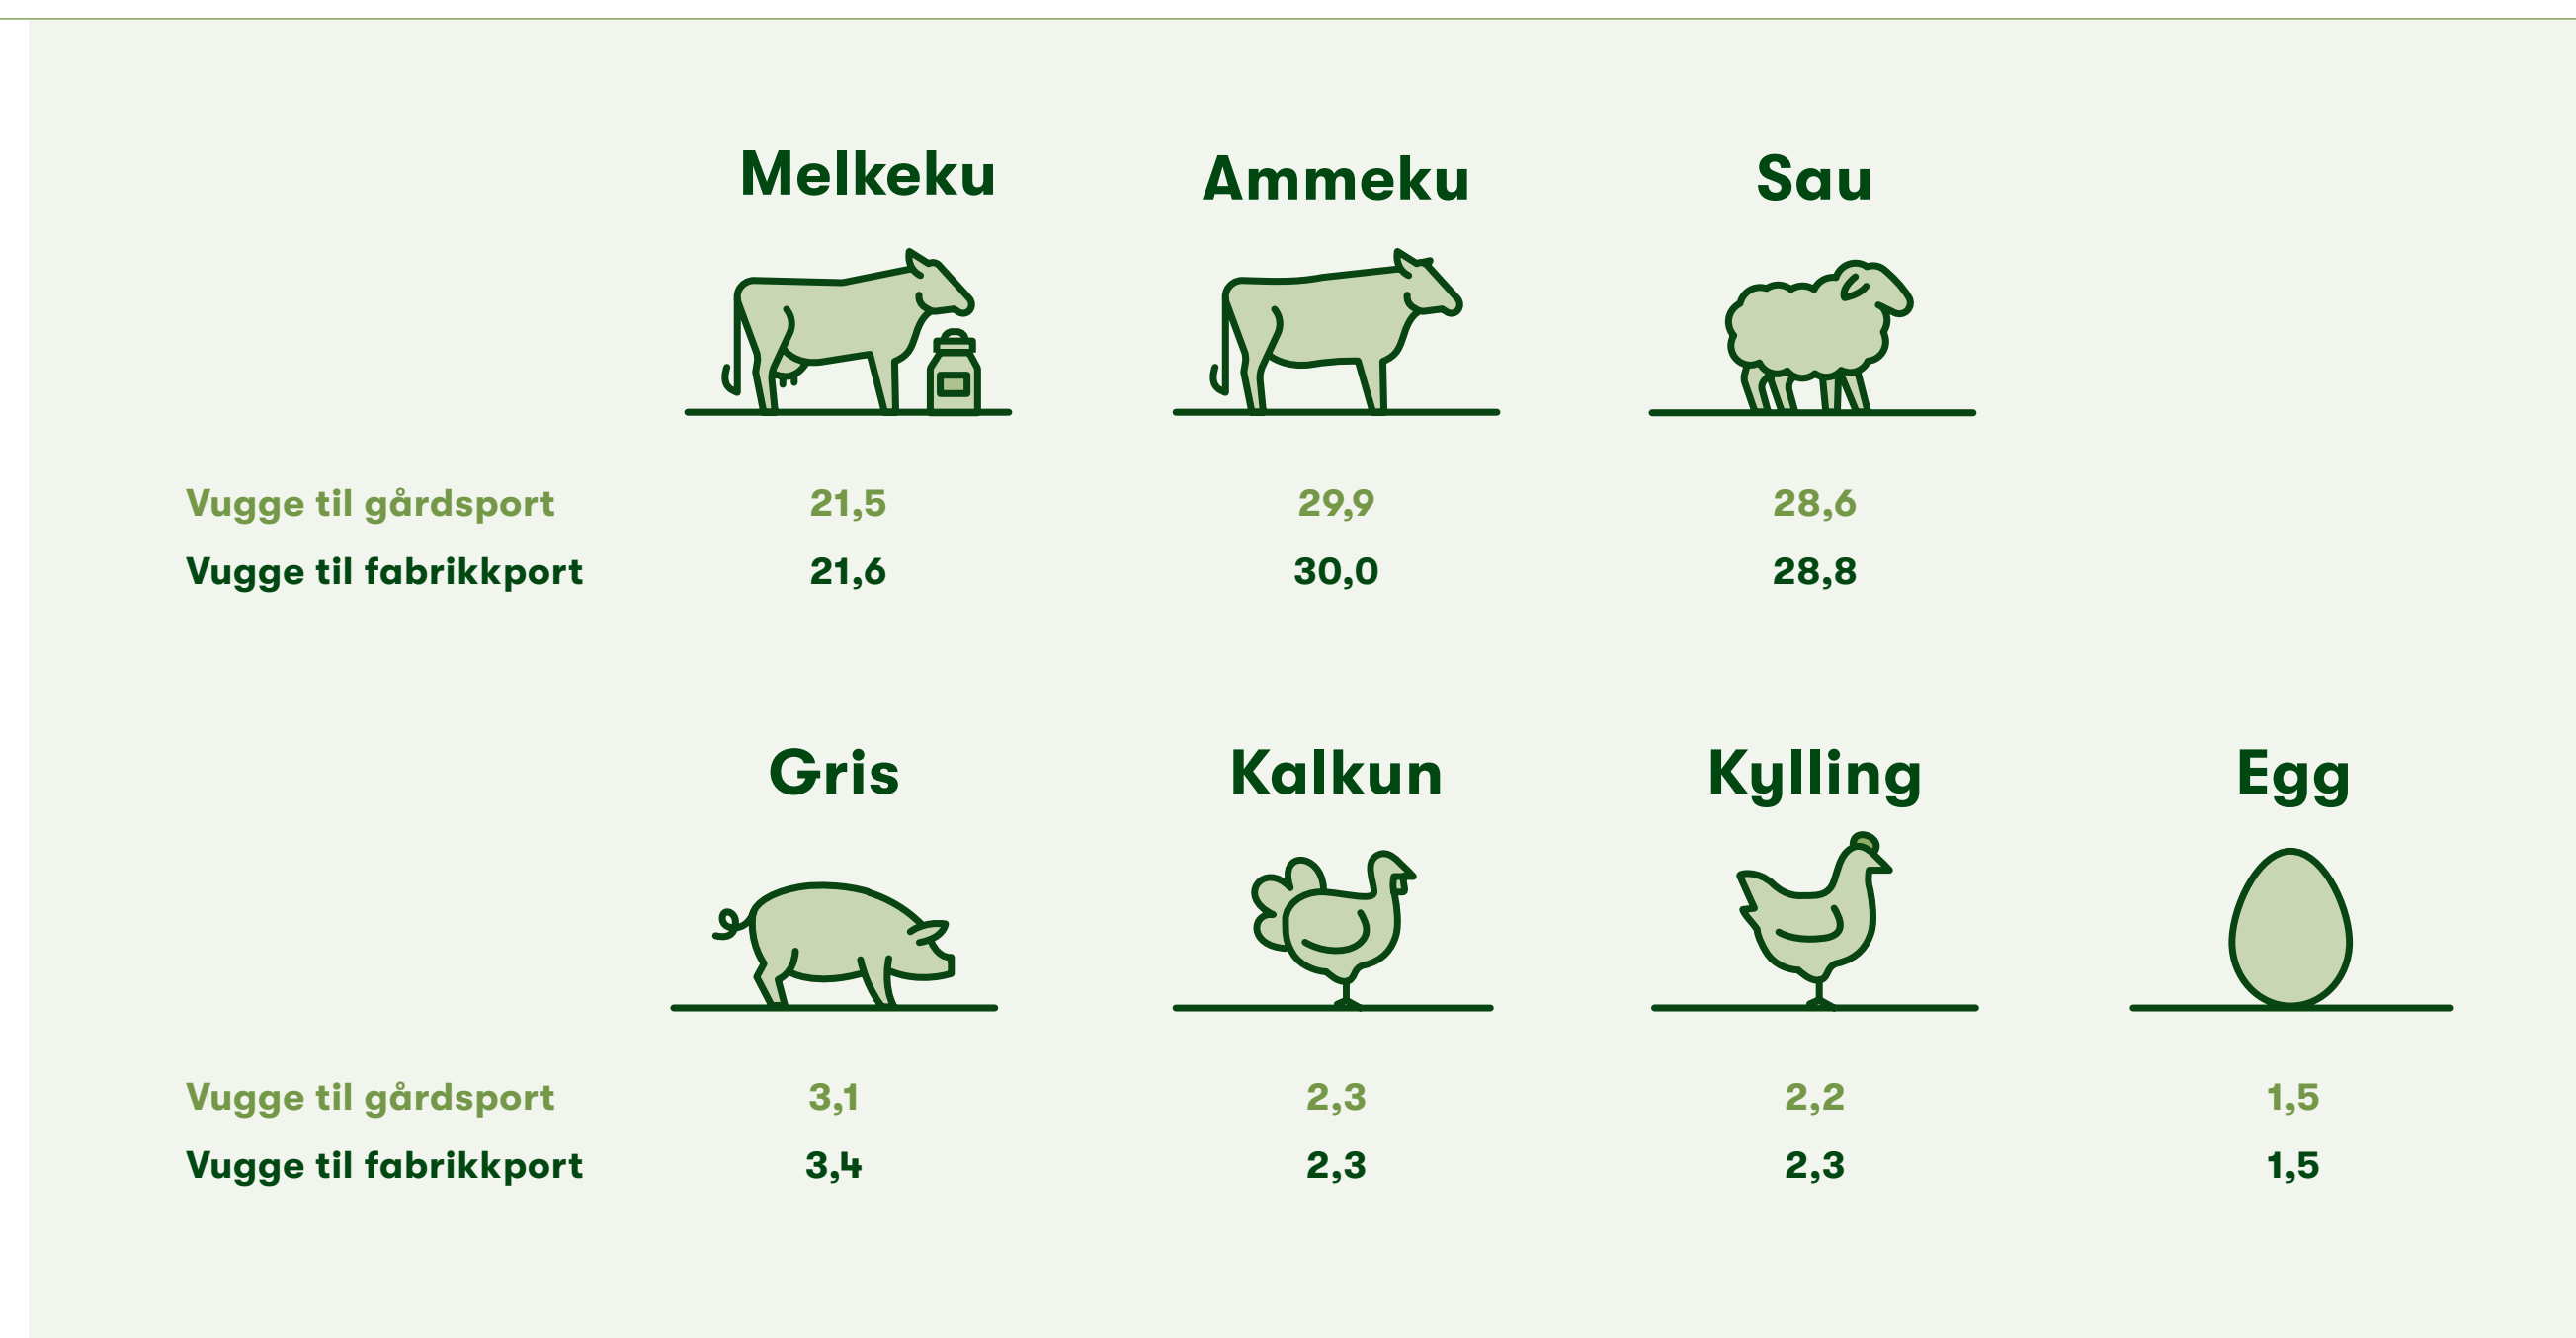 Melkeku Ammeku Sau
Vugge til gårdsport 21,5 29,9 28,6
Vugge til fabrikkport 21,6 30,0 28,8
Gris Kalkun Kylling Egg
Vugge til gårdsport 3,1 2,3 2,2 1,5
Vugge til fabrikkport 3,4 2,3 2,3 1,5